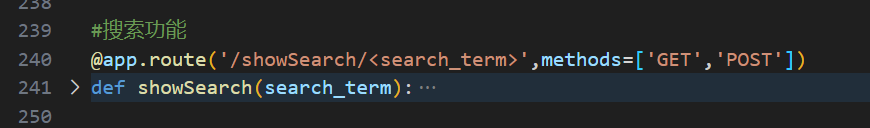 238
239 #搜索功能
240 @app.route('/showSearch/<search_term>',methods=['GET','POST'])
241 def showSearch(search_term):⋯
250